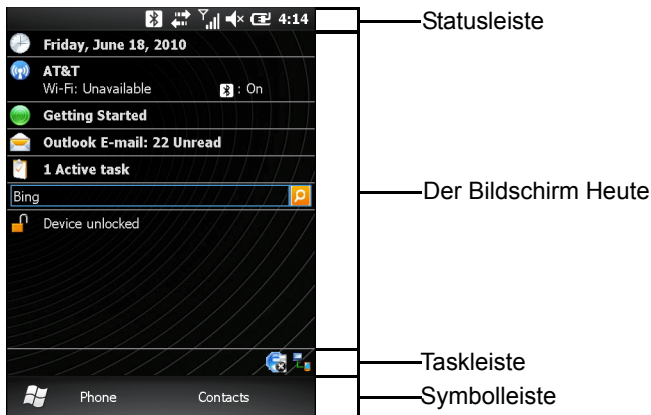 4:14
Statusleiste
Friday, June 18, 2010
AT&T
Wi-Fi: Unavailable : On
Getting Started
Outlook E-mail: 22 Unread
1 Active task
Bing
Der Bildschirm Heute
Device unlocked
Taskleiste
Phone Contacts
Symbolleiste